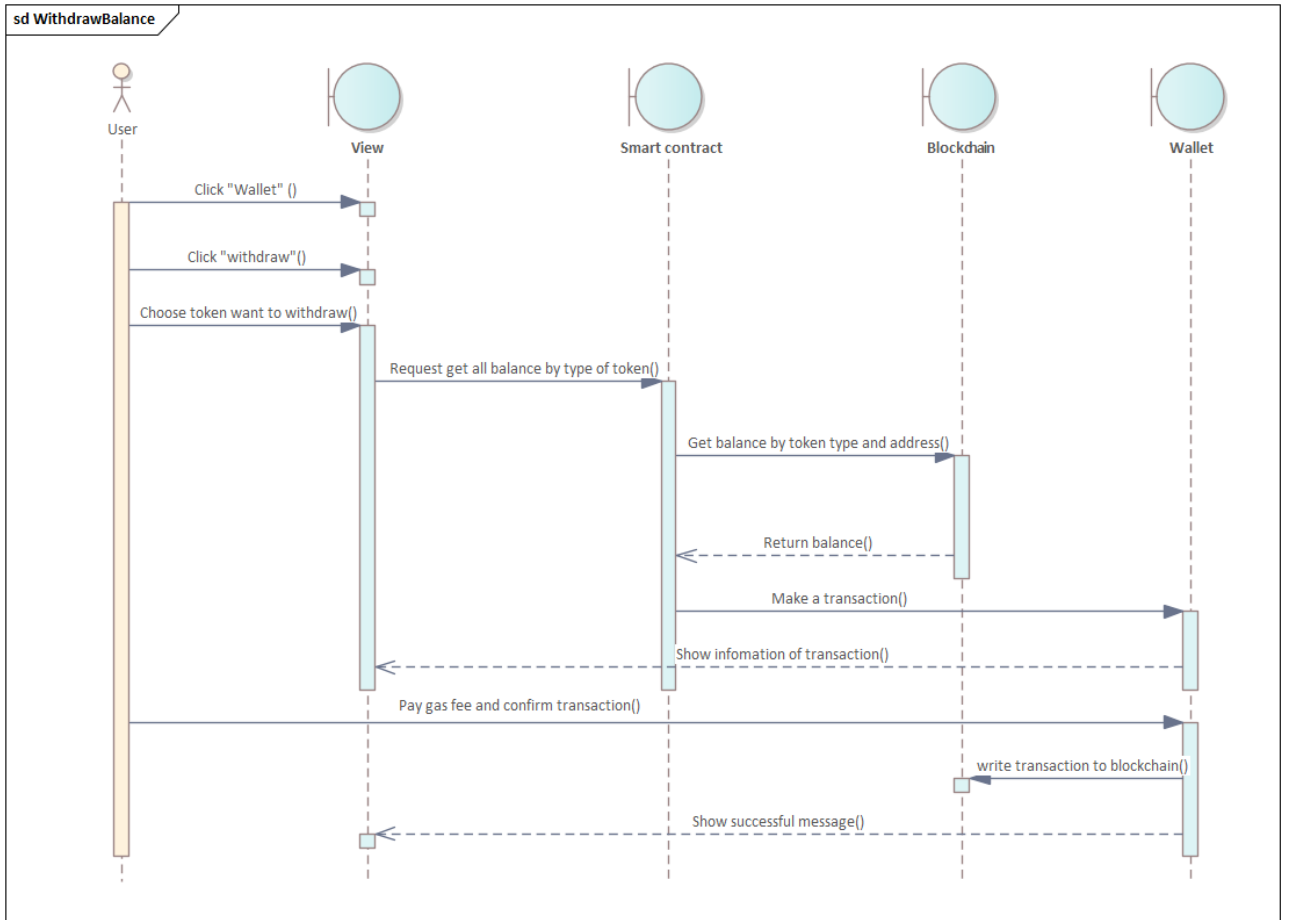 sd WithdrawBalance
User
View
Smart contract
Blockchain
Wallet
Click "Wallet" ()
Click "withdraw"()
Choose token want to withdraw()
Request get all balance by type of token()
Get balance by token type and address()
Return balance()
Make a transaction()
Show infomation of transaction()
Pay gas fee and confirm transaction()
write transaction to blockchain()
Show successful message()